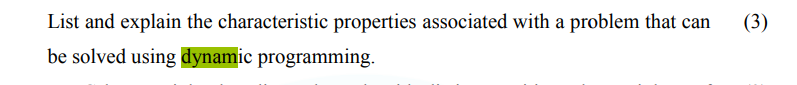 List and explain the characteristic properties associated with a problem that can (3)
be solved using dynamic programming.